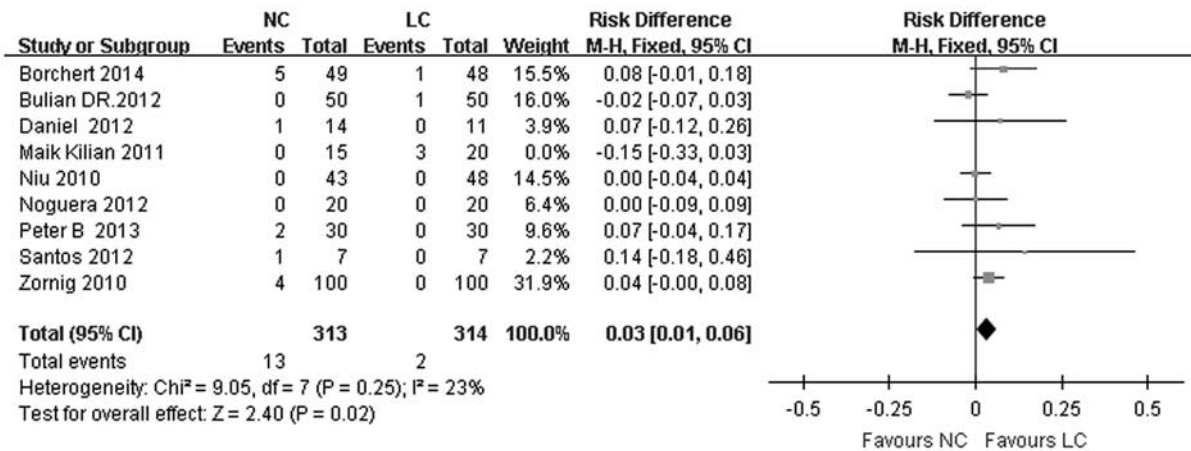 NC LC Risk Difference Risk Difference
Study or Subgroup Events Total Events Total Weight M-H, Fixed, 95% CI M-H, Fixed, 95% CI
Borchert 2014 5 49 1 48 15.5% 0.08 [-0.01, 0.18]
Bulian DR.2012 0 50 1 50 16.0% -0.02 [-0.07, 0.03]
Daniel 2012 1 14 0 11 3.9% 0.07 [-0.12, 0.26]
Maik Kilian 2011 0 15 3 20 0.0% -0.15 [-0.33, 0.03]
Niu 2010 0 43 0 48 14.5% 0.00 [-0.04, 0.04]
Noguera 2012 0 20 0 20 6.4% 0.00 [-0.09, 0.09]
Peter B 2013 2 30 0 30 9.6% 0.07 [-0.04, 0.17]
Santos 2012 1 7 0 7 2.2% 0.14 [-0.18, 0.46]
Zornig 2010 4 100 0 100 31.9% 0.04 [-0.00, 0.08]
Total (95% CI) 313 314 100.0% 0.03 [0.01, 0.06]
Total events 13 2
Heterogeneity: Chi² = 9.05, df = 7 (P = 0.25); I² = 23%
Test for overall effect: Z = 2.40 (P = 0.02)
-0.5 -0.25 0 0.25 0.5
Favours NC Favours LC